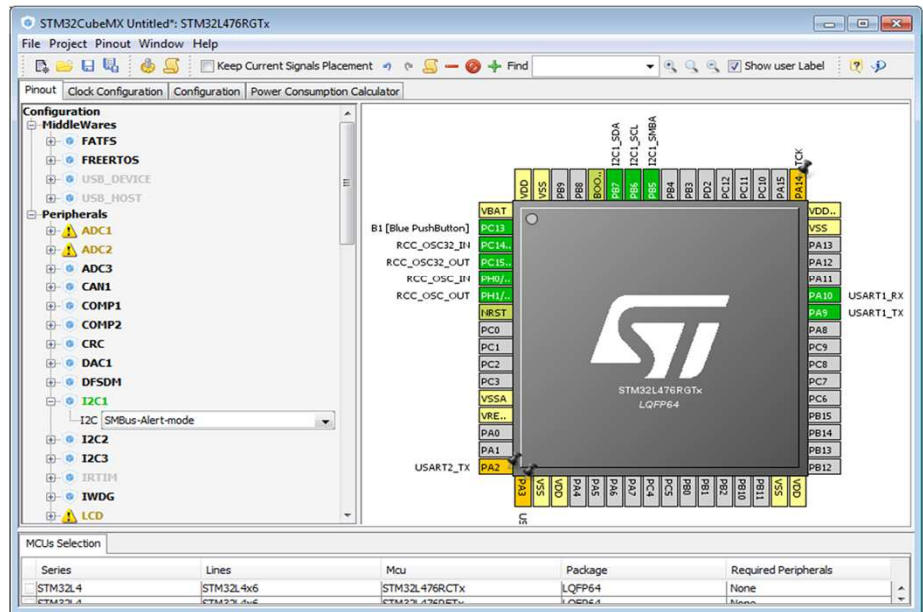 STM32CubeMX Untitled*: STM32L476RGTx
File Project Pinout Window Help
Keep Current Signals Placement
Find
Show user Label
Pinout
Clock Configuration
Configuration
Power Consumption Calculator
Configuration
MiddleWares
FATFS
FREERTOS
USB_DEVICE
USB_HOST
Peripherals
ADC1
ADC2
ADC3
CAN1
COMP1
COMP2
CRC
DAC1
DFSDM
I2C1
I2C SMBus-Alert-mode
I2C2
I2C3
IRTIM
IWDG
LCD
I2C1_SDA
I2C1_SCL
I2C1_SMBA
TCK
VDD
VSS
PB9
PB8
BOO..
PB7
PB6
PB5
PB4
PB3
PD2
PC12
PC11
PC10
PA15
PA14
VBAT
B1 [Blue PushButton] PC13
RCC_OSC32_IN PC14..
RCC_OSC32_OUT PC15..
RCC_OSC_IN PH0/..
RCC_OSC_OUT PH1/..
NRST
PC0
PC1
PC2
PC3
VSSA
VRE..
PA0
PA1
USART2_TX PA2
STM32L476RGTx
LQFP64
VDD..
VSS
PA13
PA12
PA11
PA10 USART1_RX
PA9 USART1_TX
PA8
PC9
PC8
PC7
PC6
PB15
PB14
PB13
PB12
PA3
VSS
VDD
PA4
PA5
PA6
PA7
PC4
PC5
PB0
PB1
PB2
PB10
PB11
VSS
VDD
US
MCUs Selection
Series Lines Mcu Package Required Peripherals
STM32L4 STM32L4x6 STM32L476RCTx LQFP64 None
STM32L4 STM32L4x6 STM32L476RETx LQFP64 None